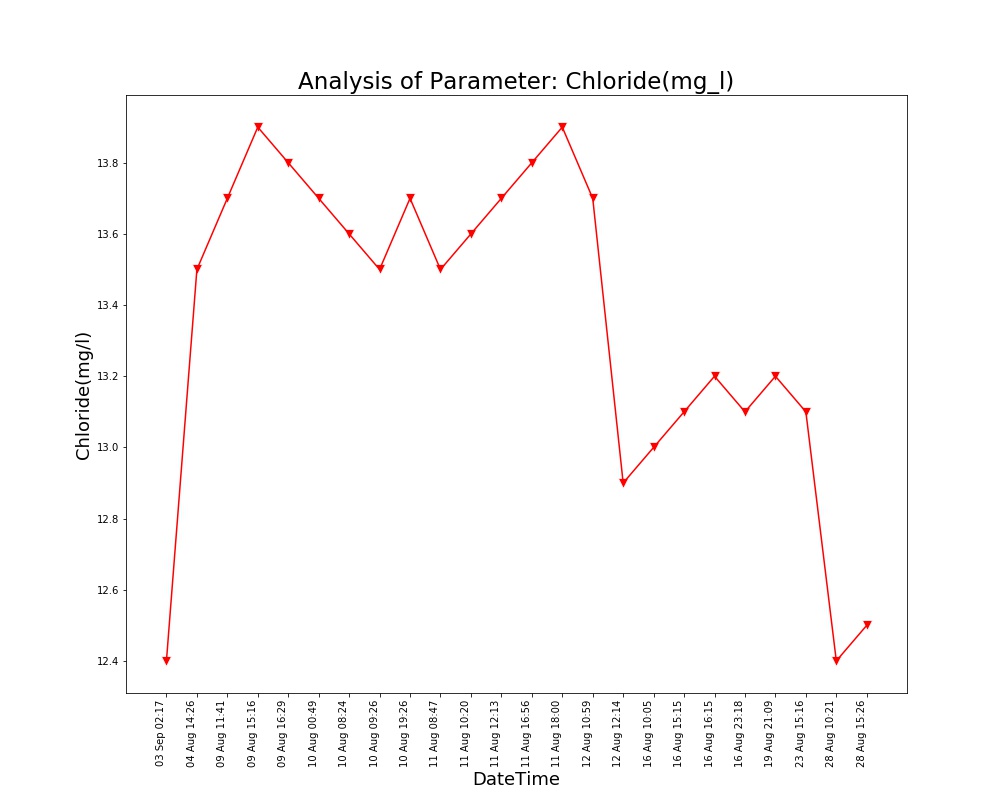 Analysis of Parameter: Chloride(mg_l)
Chloride(mg/l)
13.8
13.6
13.4
13.2
13.0
12.8
12.6
12.4
03 Sep 02:17
04 Aug 14:26
09 Aug 11:41
09 Aug 15:16
09 Aug 16:29
10 Aug 00:49
10 Aug 08:24
10 Aug 09:26
10 Aug 19:26
11 Aug 08:47
11 Aug 10:20
11 Aug 12:13
11 Aug 16:56
11 Aug 18:00
12 Aug 10:59
12 Aug 12:14
16 Aug 10:05
16 Aug 15:15
16 Aug 16:15
16 Aug 23:18
19 Aug 21:09
23 Aug 15:16
28 Aug 10:21
28 Aug 15:26
DateTime